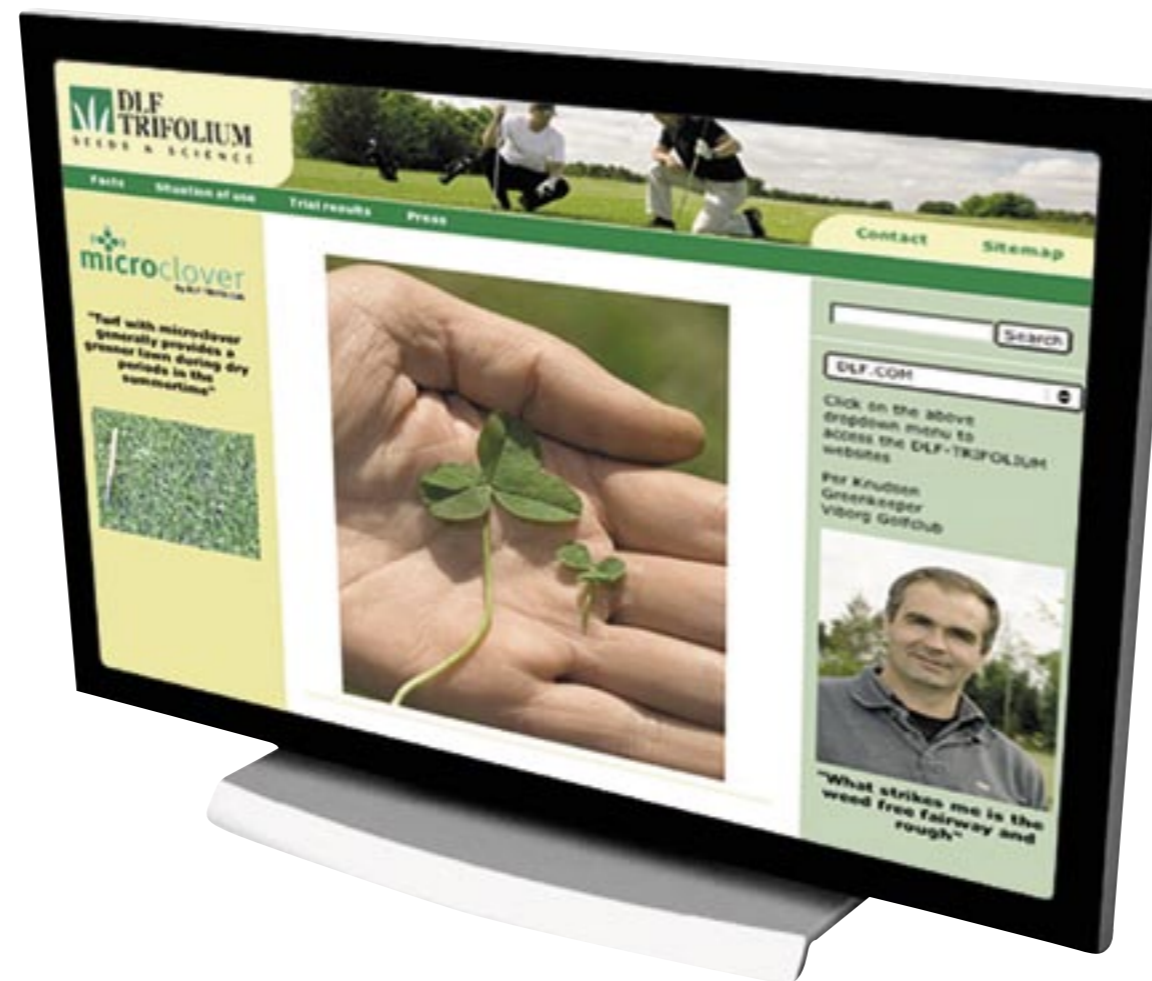 DLF
TRIFOLIUM
SEEDS & SCIENCE
Facts
Situation of use
Trial results
Press
Contact
Sitemap
microclover
by DLF-TRIFOLIUM
"Turf with microclover
generally provides a
greener lawn during dry
periods in the
summertime"
Search
DLF.COM
Click on the above
dropdown menu to
access the DLF-TRIFOLIUM
websites
Per Knudsen
Greenkeeper
Viborg Golfclub
"What strikes me is the
weed free fairway and
rough"